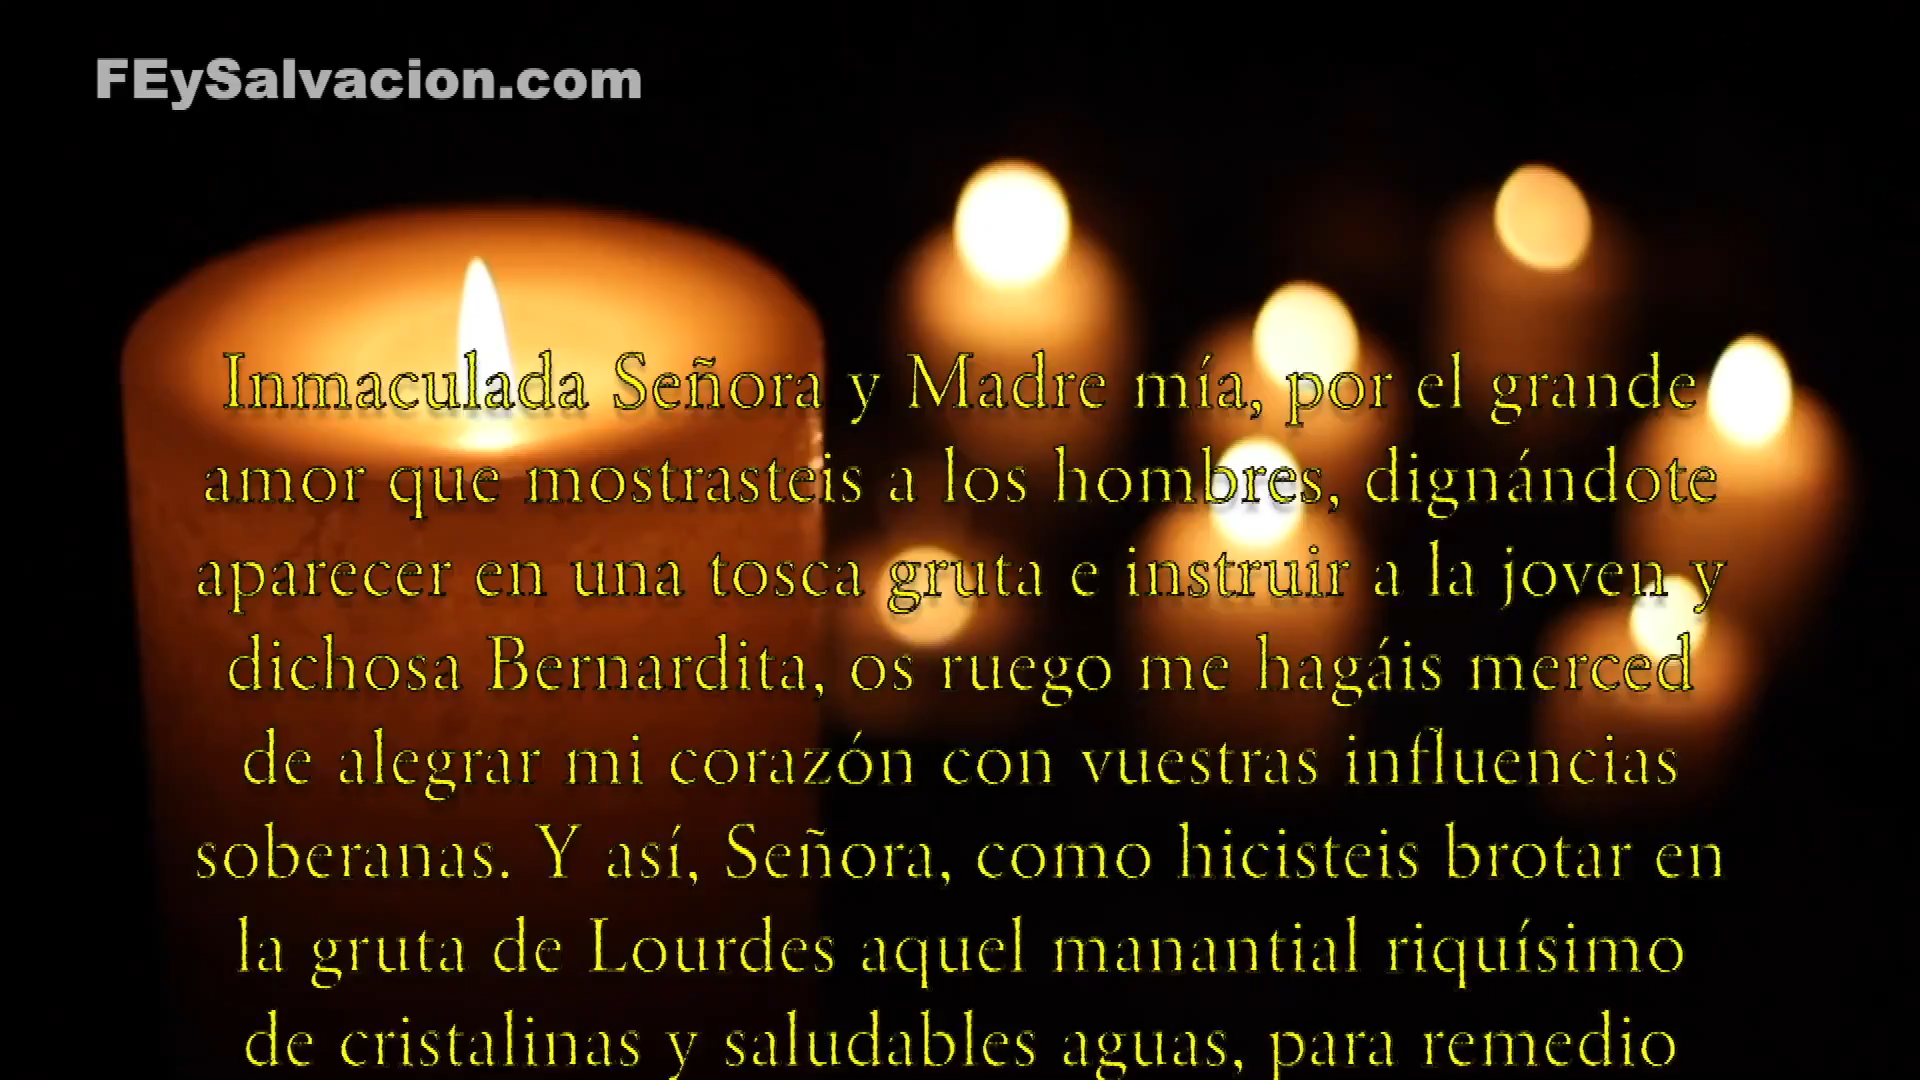 FEySalvacion.com
Inmaculada Señora y Madre mía, por el grande
amor que mostrasteis a los hombres, dignándote
aparecer en una tosca gruta e instruir a la joven y
dichosa Bernardita, os ruego me hagáis merced
de alegrar mi corazón con vuestras influencias
soberanas. Y así, Señora, como hicisteis brotar en
la gruta de Lourdes aquel manantial riquísimo
de cristalinas y saludables aguas, para remedio